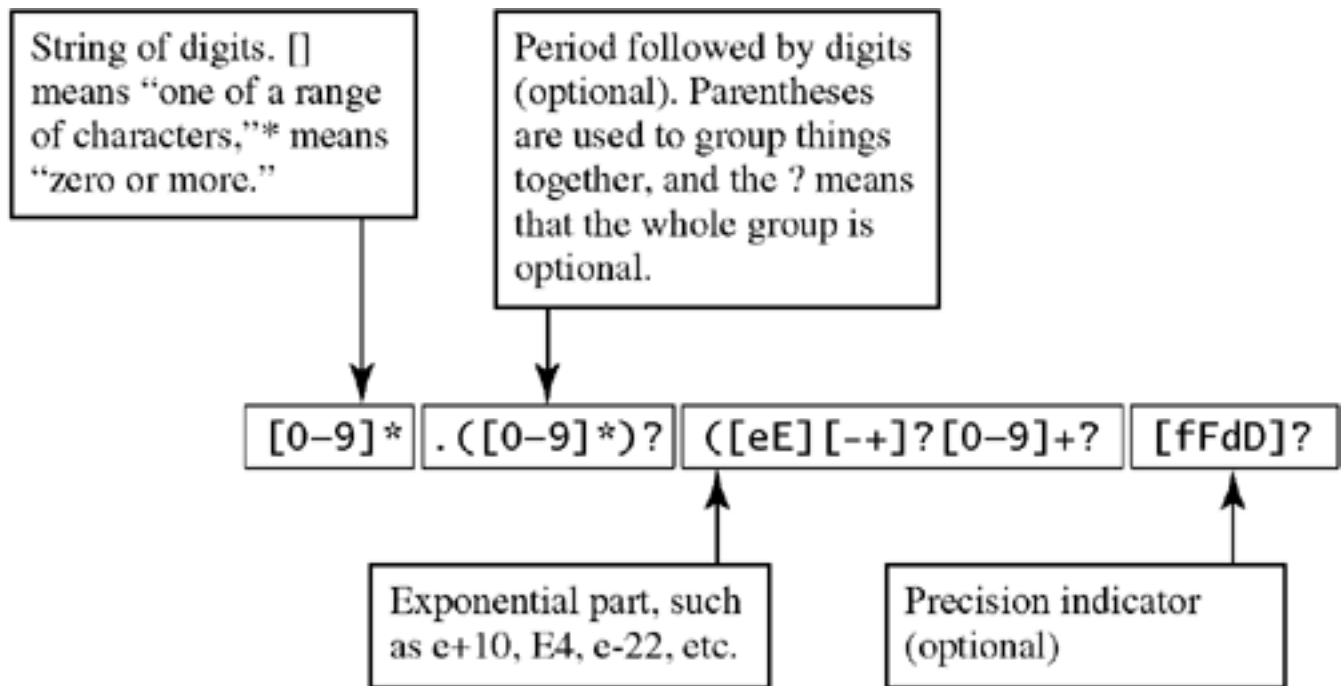 String of digits. []
means “one of a range
of characters,”* means
“zero or more.”
Period followed by digits
(optional). Parentheses
are used to group things
together, and the ? means
that the whole group is
optional.
[0–9]* .([0–9]*)? ([eE][-+]?[0–9]+? [fFdD]?
Exponential part, such
as e+10, E4, e-22, etc.
Precision indicator
(optional)